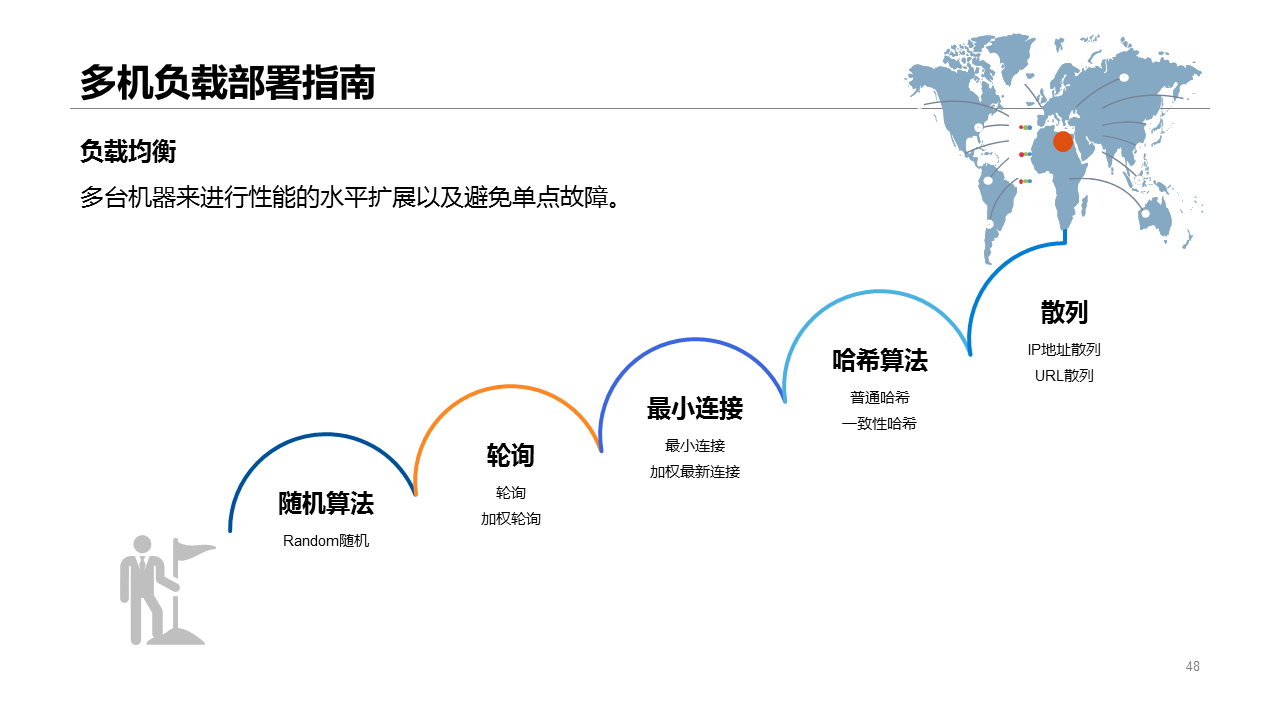 多机负载部署指南
负载均衡
多台机器来进行性能的水平扩展以及避免单点故障。
随机算法
Random随机
轮询
轮询
加权轮询
最小连接
最小连接
加权最新连接
哈希算法
普通哈希
一致性哈希
散列
IP地址散列
URL散列
48